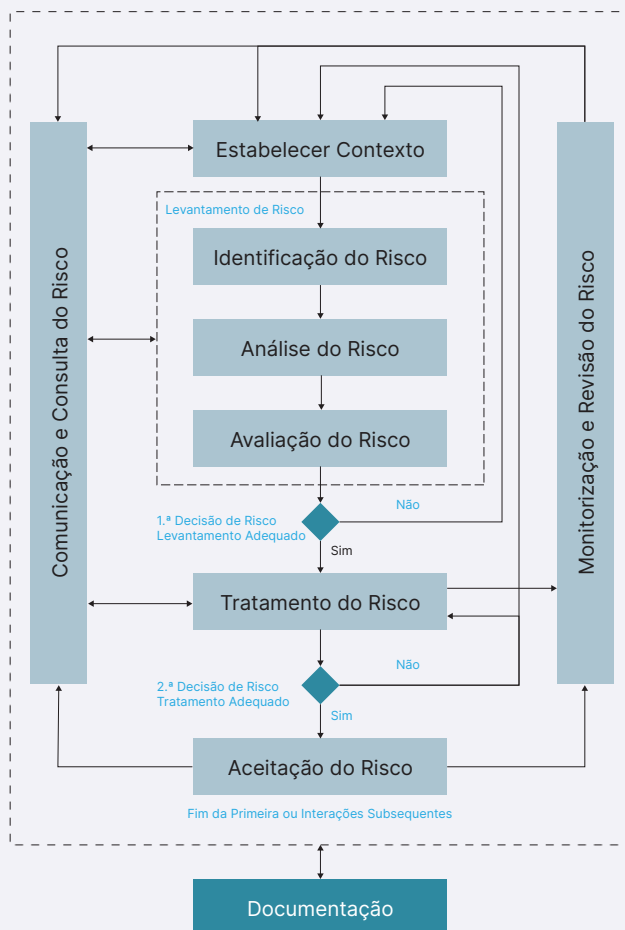 Estabelecer Contexto
Levantamento de Risco
Identificação do Risco
Análise do Risco
Avaliação do Risco
Comunicação e Consulta do Risco
Monitorização e Revisão do Risco
1.ª Decisão de Risco
Levantamento Adequado
Não
Sim
Tratamento do Risco
2.ª Decisão de Risco
Tratamento Adequado
Não
Sim
Aceitação do Risco
Fim da Primeira ou Interações Subsequentes
Documentação